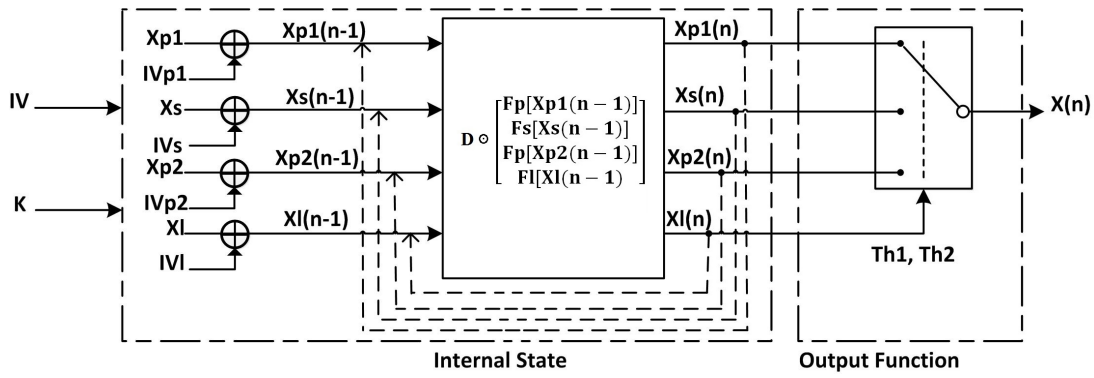 Xp1
Xp1(n-1)
Xp1(n)
IVp1
IV
Xs
Xs(n-1)
Xs(n)
X(n)
IVs
D ⊙ [Fp[Xp1(n − 1)]
Fs[Xs(n − 1)]
Fp[Xp2(n − 1)]
Fl[Xl(n − 1)]
Xp2
Xp2(n-1)
Xp2(n)
IVp2
K
Xl
Xl(n-1)
Xl(n)
IVl
Th1, Th2
Internal State
Output Function